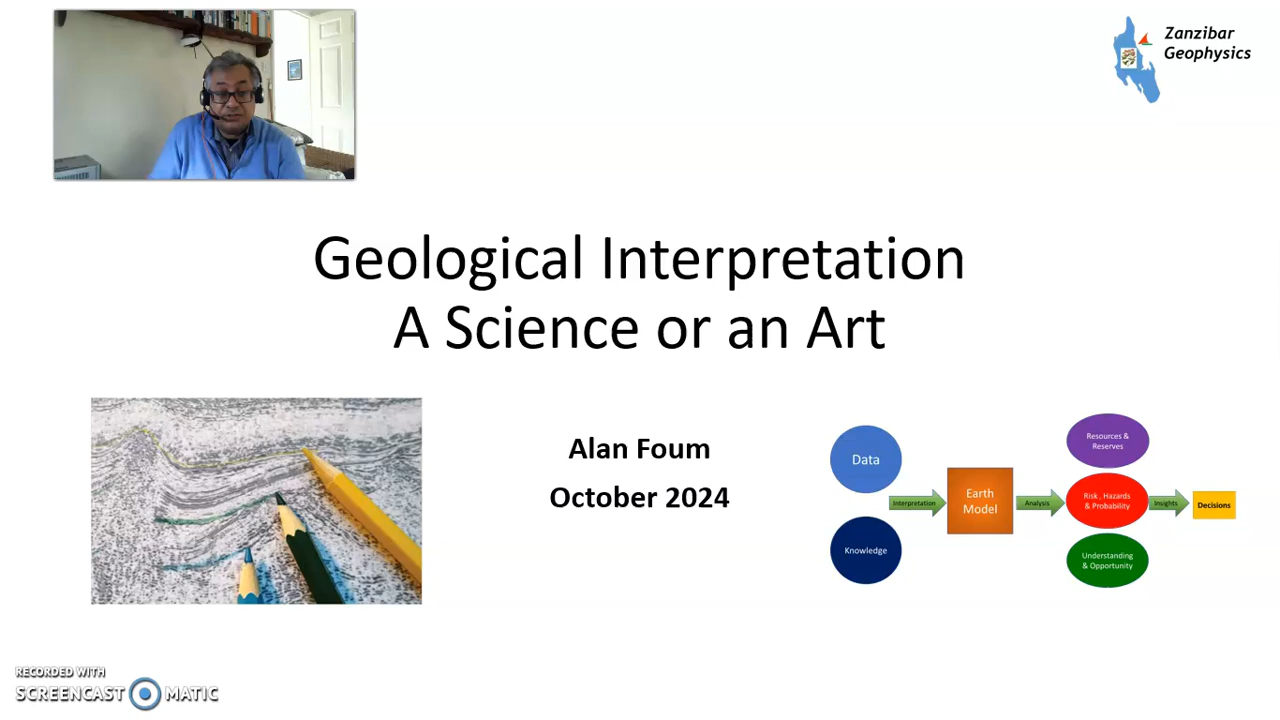 Zanzibar
Geophysics
Geological Interpretation
A Science or an Art
Alan Foum
October 2024
Data
Knowledge
Interpretation
Earth
Model
Analysis
Resources &
Reserves
Risk , Hazards
& Probability
Understanding
& Opportunity
Insights
Decisions
RECORDED WITH
SCREENCAST MATIC